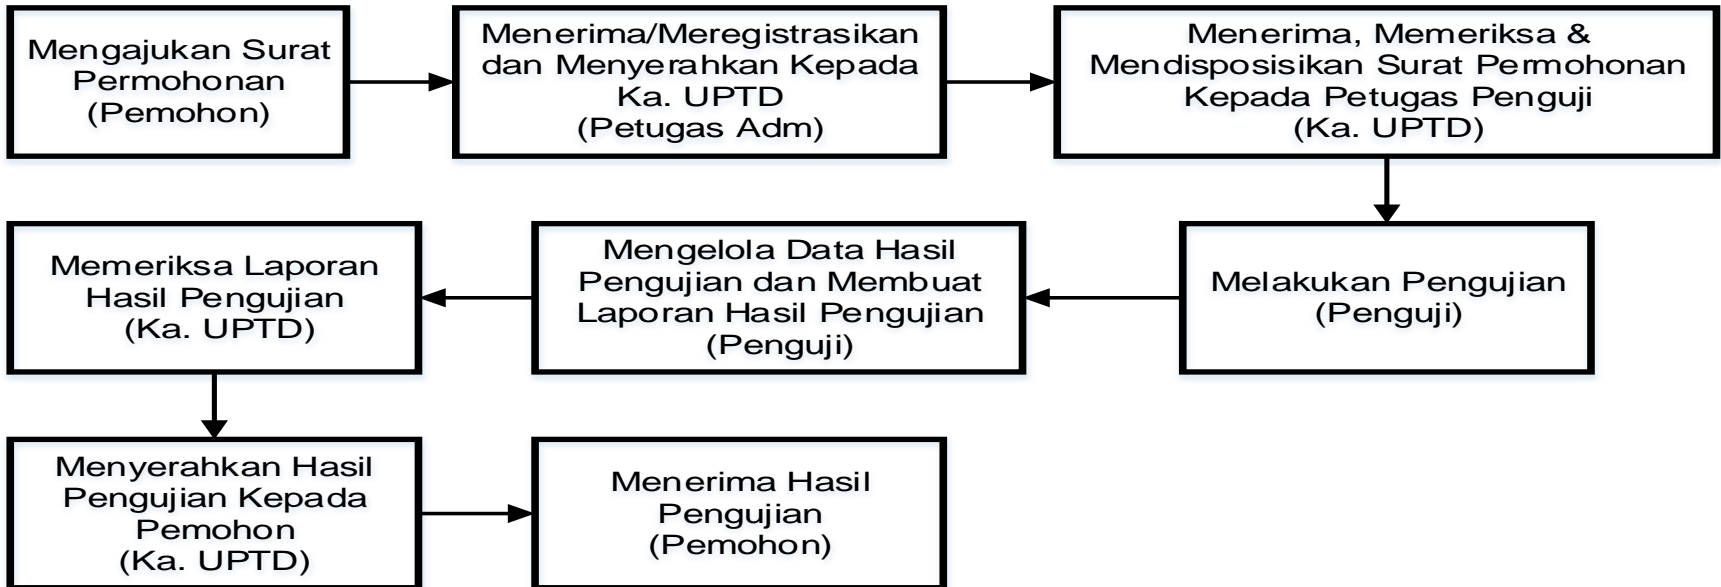 Mengajukan Surat
Permohonan
(Pemohon)
Menerima/Meregistrasikan
dan Menyerahkan Kepada
Ka. UPTD
(Petugas Adm)
Menerima, Memeriksa &
Mendisposisikan Surat Permohonan
Kepada Petugas Penguji
(Ka. UPTD)
Melakukan Pengujian
(Penguji)
Mengelola Data Hasil
Pengujian dan Membuat
Laporan Hasil Pengujian
(Penguji)
Memeriksa Laporan
Hasil Pengujian
(Ka. UPTD)
Menyerahkan Hasil
Pengujian Kepada
Pemohon
(Ka. UPTD)
Menerima Hasil
Pengujian
(Pemohon)